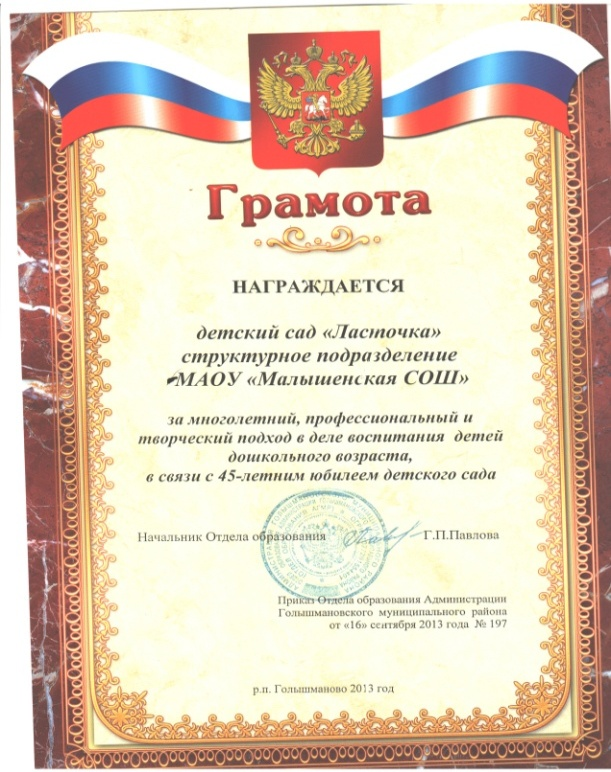 Грамота
НАГРАЖДАЕТСЯ
детский сад «Ласточка»
структурное подразделение
МАОУ «Малышенская СОШ»
за многолетний, профессиональный и
творческий подход в деле воспитания детей
дошкольного возраста,
в связи с 45-летним юбилеем детского сада
Начальник Отдела образования Г.П.Павлова
Приказ Отдела образования Администрации
Голышмановского муниципального района
от «16» сентября 2013 года № 197
р.п. Голышманово 2013 год